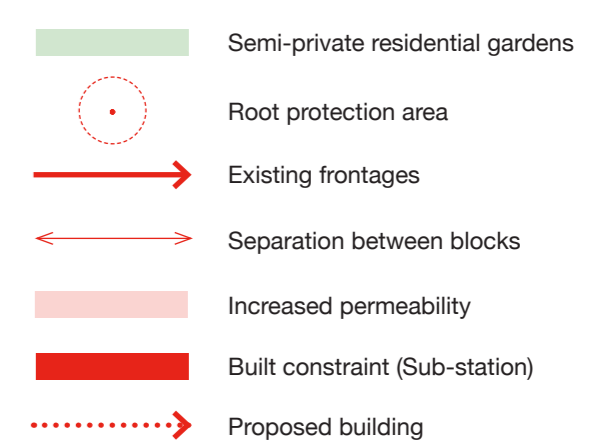 Semi-private residential gardens
Root protection area
Existing frontages
Separation between blocks
Increased permeability
Built constraint (Sub-station)
Proposed building